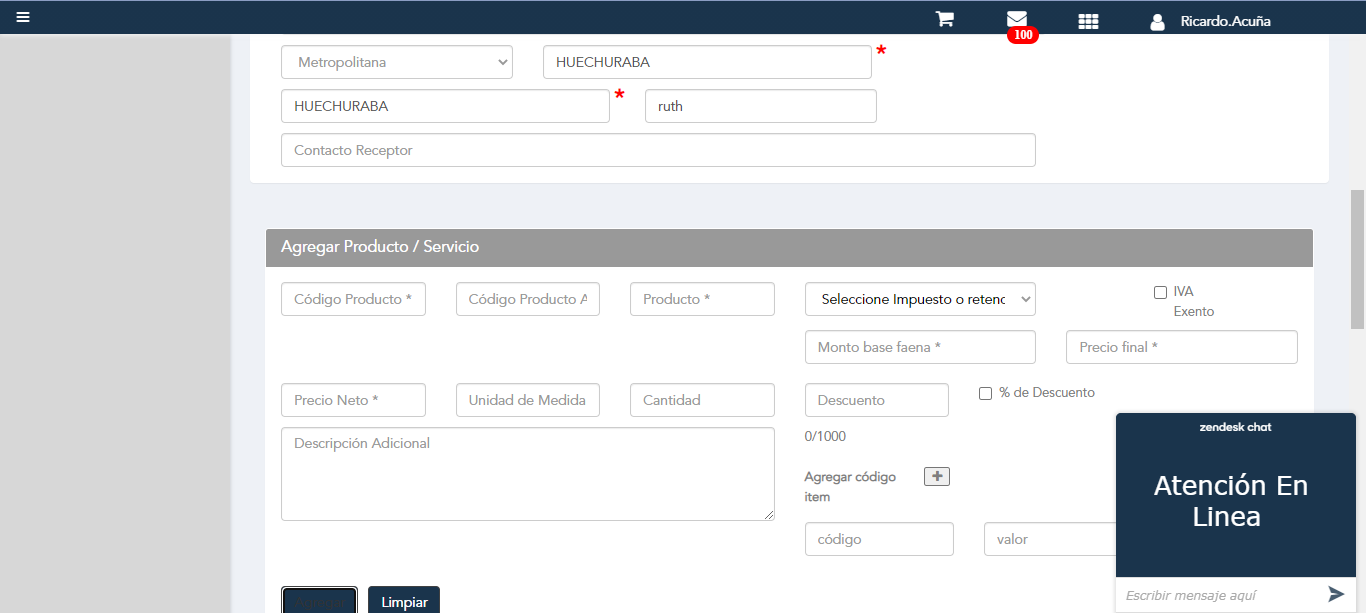 Ricardo.Acuña
100
Metropolitana
HUECHURABA
*
HUECHURABA
*
ruth
Contacto Receptor
Agregar Producto / Servicio
Código Producto *
Código Producto A
Producto *
Seleccione Impuesto o retenc
IVA
Exento
Monto base faena *
Precio final *
Precio Neto *
Unidad de Medida
Cantidad
Descuento
% de Descuento
Descripción Adicional
0/1000
Agregar código
item
+
código
valor
Limpiar
zendesk chat
Atención En
Linea
Escribir mensaje aquí